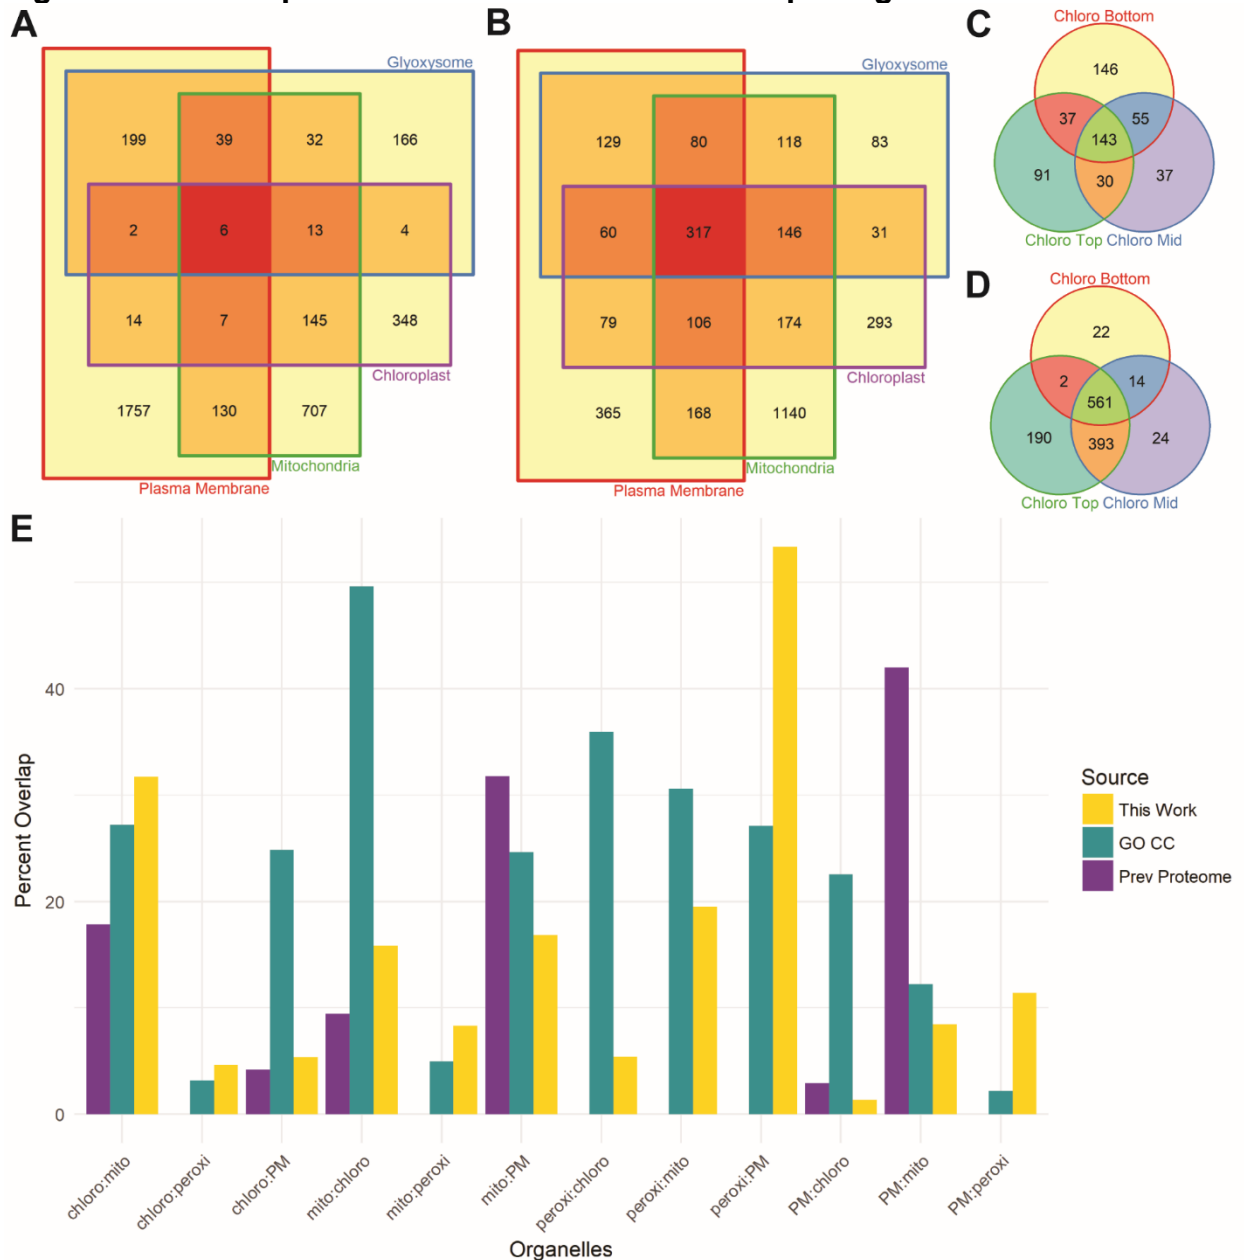 A
Glyoxysome
199 39 32 166
2 6 13 4
14 7 145 348
Chloroplast
1757 130 707
Mitochondria
Plasma Membrane
B
Glyoxysome
129 80 118 83
60 317 146 31
79 106 174 293
Chloroplast
365 168 1140
Mitochondria
Plasma Membrane
C
Chloro Bottom
146
37 55
143
91 30 37
Chloro Top Chloro Mid
D
Chloro Bottom
22
2 14
561
190 393 24
Chloro Top Chloro Mid
E
Percent Overlap
40
20
0
chloro:mito
chloro:peroxi
chloro:PM
mito:chloro
mito:peroxi
mito:PM
peroxi:chloro
peroxi:mito
peroxi:PM
PM:chloro
PM:mito
PM:peroxi
Organelles
Source
This Work
GO CC
Prev Proteome